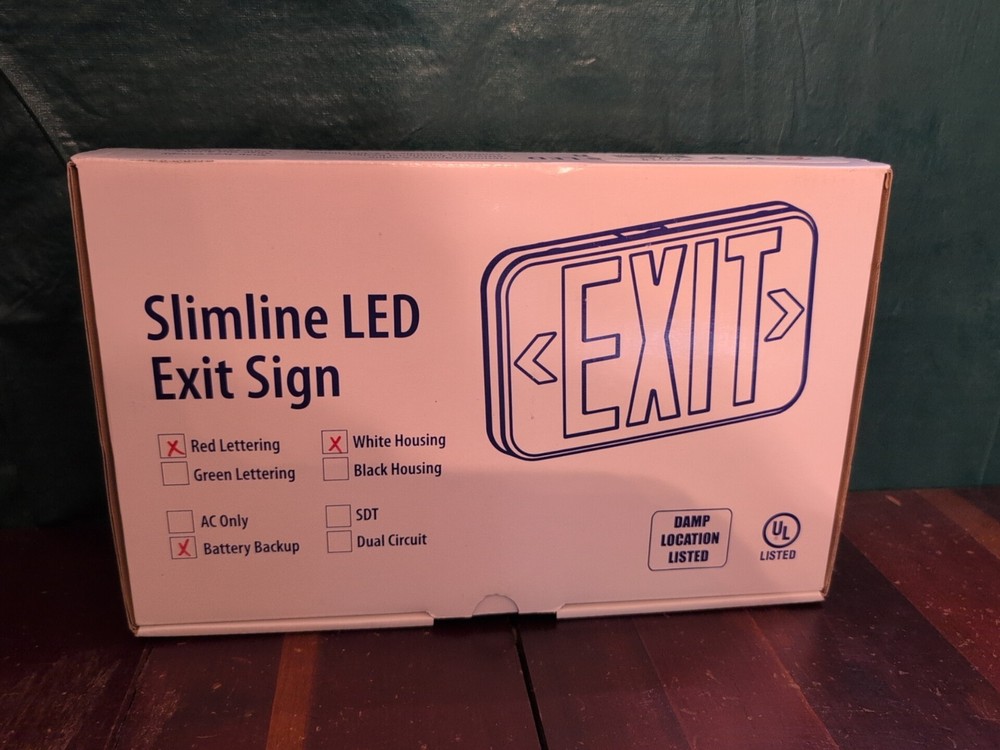 Slimline LED
Exit Sign
EXIT
X Red Lettering
Green Lettering
X White Housing
Black Housing
AC Only
X Battery Backup
SDT
Dual Circuit
DAMP
LOCATION
LISTED
UL
LISTED